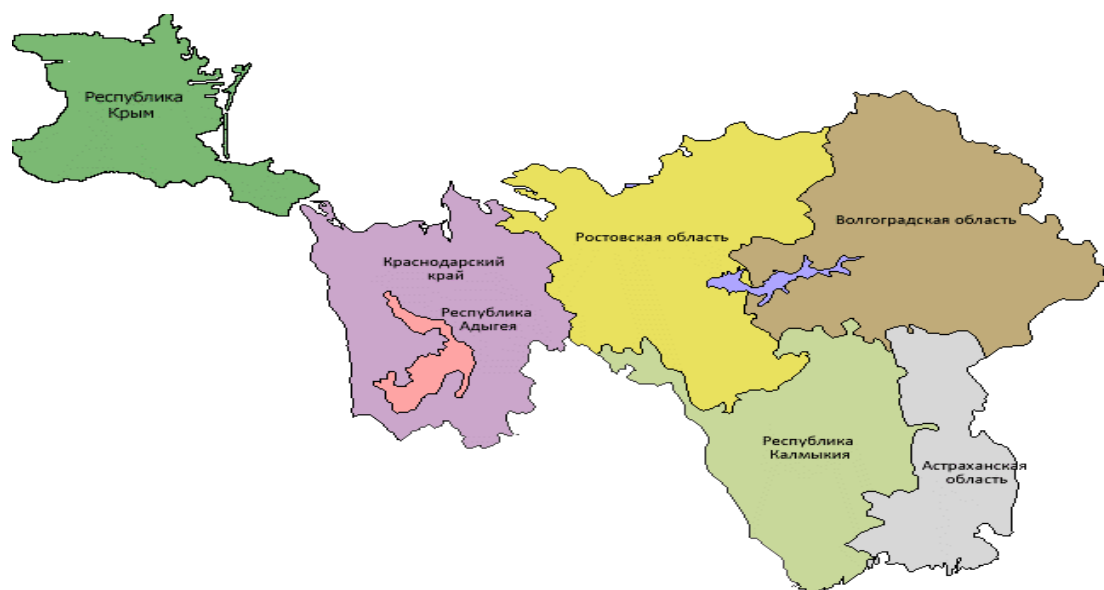 Республика
Крым
Волгоградская область
Ростовская область
Краснодарский
край
Республика
Адыгея
Республика
Калмыкия
Астраханская
область